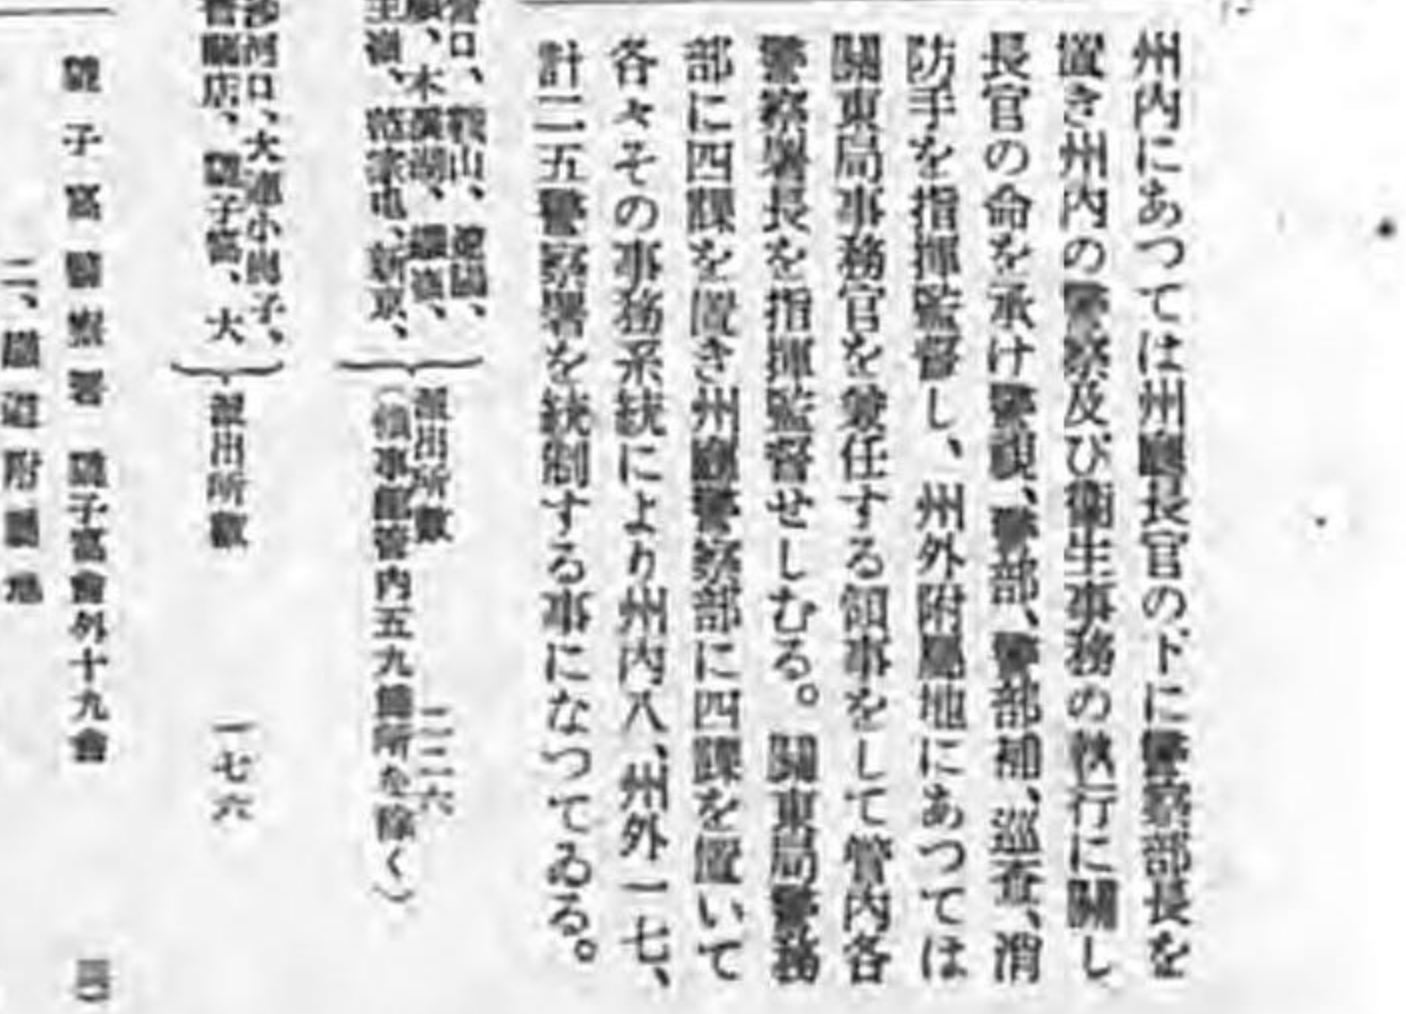 州内にあつては州廳長官の下に警察部長を
置き州内の警察及び衞生事務の執行に關し
長官の命を承け警視、警部、警部補、巡査、消
防手を指揮監督し、州外附屬地にあつては
關東局事務官を兼任する領事をして管内各
警察署長を指揮監督せしむる。關東局警務
部に四課を置き州廳警察部に四課を置いて
各々その事務系統により州内八、州外一七、
計二五警察署を統制する事になつてゐる。
營口、鞍山、遼陽、
本溪湖、
范家屯、新京、
派出所數 二二六
(領事館管内五九箇所を除く)
沙河口、大連小崗子、
普蘭店、貔子窩、大
派出所數 一七六
貔子窩警察署 貔子窩會外十九會
二、鐵道附屬地